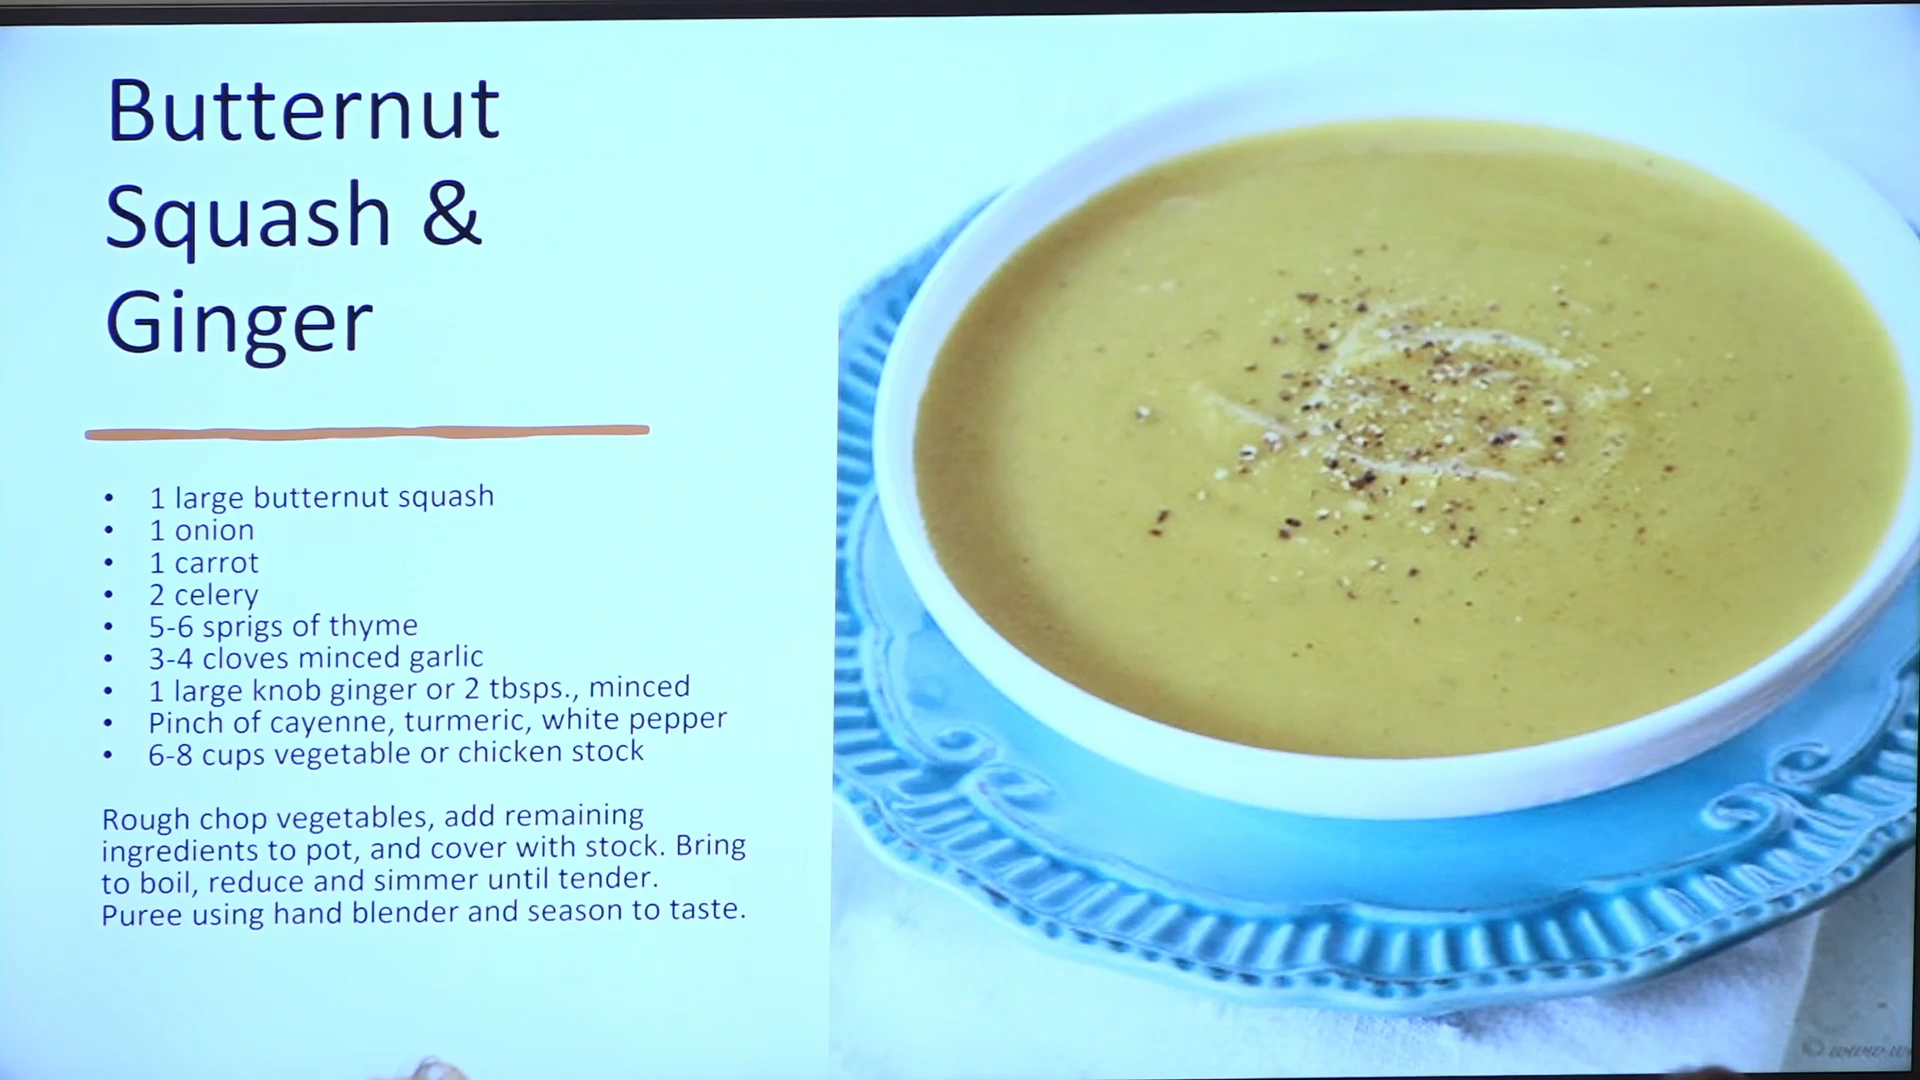 Butternut
Squash &
Ginger
• 1 large butternut squash
• 1 onion
• 1 carrot
• 2 celery
• 5-6 sprigs of thyme
• 3-4 cloves minced garlic
• 1 large knob ginger or 2 tbsps., minced
• Pinch of cayenne, turmeric, white pepper
• 6-8 cups vegetable or chicken stock
Rough chop vegetables, add remaining
ingredients to pot, and cover with stock. Bring
to boil, reduce and simmer until tender.
Puree using hand blender and season to taste.